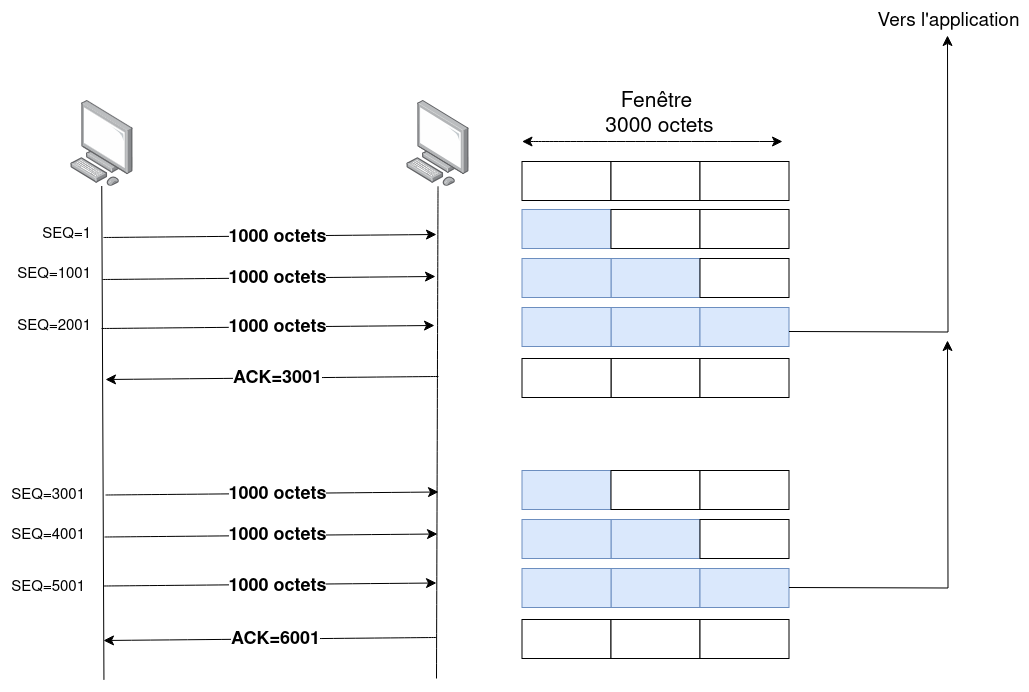 Vers l'application
Fenêtre
3000 octets
SEQ=1
1000 octets
SEQ=1001
1000 octets
SEQ=2001
1000 octets
ACK=3001
SEQ=3001
1000 octets
SEQ=4001
1000 octets
SEQ=5001
1000 octets
ACK=6001